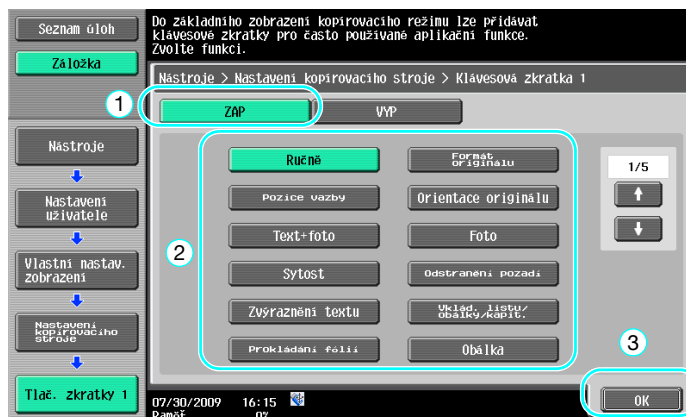 Seznam úloh
Záložka
Nástroje
Nastavení
uživatele
Vlastní nastav.
zobrazení
Nastavení
kopírovacího
stroje
Tlač. zkratky 1
Do základního zobrazení kopírovacího režimu lze přidávat
klávesové zkratky pro často používané aplikační funkce.
Zvolte funkci.
Nástroje > Nastavení kopírovacího stroje > Klávesová zkratka 1
1
ZAP
VYP
2
Ručně
Formát
originálu
Pozice vazby
Orientace originálu
Text+foto
Foto
Sytost
Odstranění pozadí
Zvýraznění textu
Vklád. listu/
obálky/kapit.
Prokládání fólií
Obálka
1/5
3
OK
07/30/2009 16:15
Paměť 0%